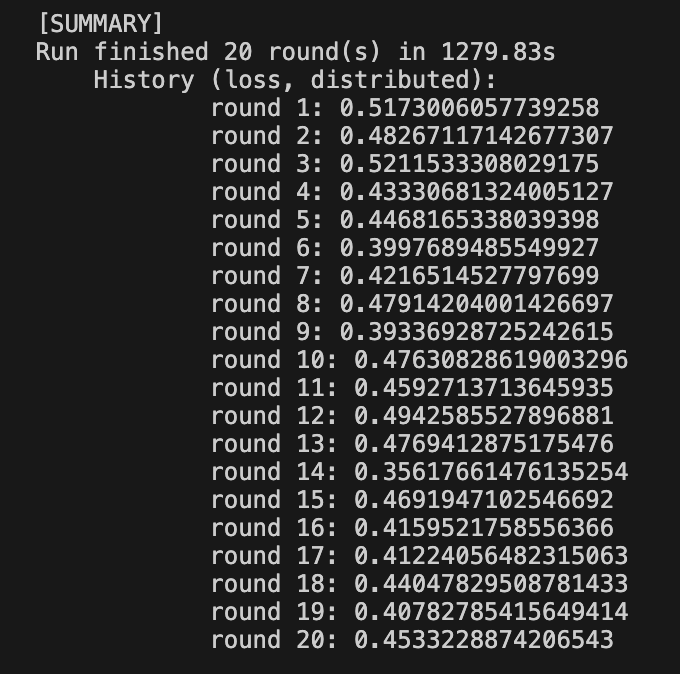 [SUMMARY]
Run finished 20 round(s) in 1279.83s
History (loss, distributed):
round 1: 0.5173006057739258
round 2: 0.48267117142677307
round 3: 0.5211533308029175
round 4: 0.43330681324005127
round 5: 0.4468165338039398
round 6: 0.3997689485549927
round 7: 0.4216514527797699
round 8: 0.47914204001426697
round 9: 0.39336928725242615
round 10: 0.47630828619003296
round 11: 0.4592713713645935
round 12: 0.4942585527896881
round 13: 0.4769412875175476
round 14: 0.35617661476135254
round 15: 0.4691947102546692
round 16: 0.4159521758556366
round 17: 0.41224056482315063
round 18: 0.44047829508781433
round 19: 0.40782785415649414
round 20: 0.4533228874206543